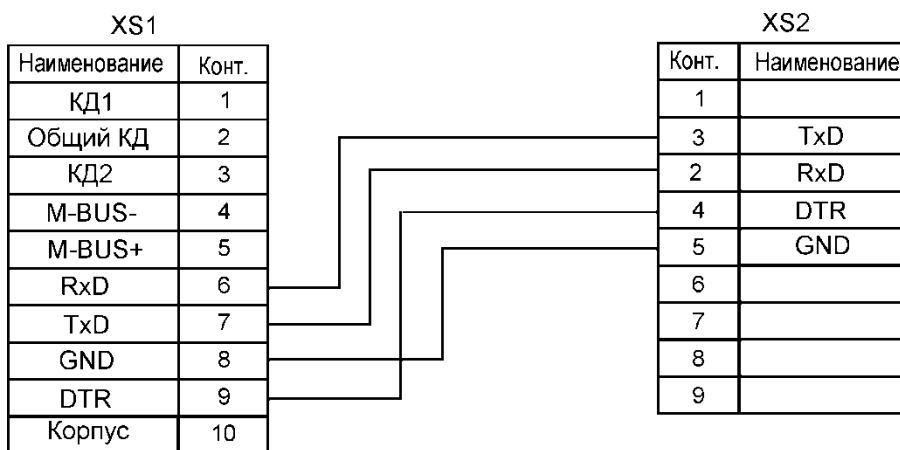 XS1
Наименование Конт.
КД1 1
Общий КД 2
КД2 3
M-BUS- 4
M-BUS+ 5
RxD 6
TxD 7
GND 8
DTR 9
Корпус 10
XS2
Конт. Наименование
1
3 TxD
2 RxD
4 DTR
5 GND
6
7
8
9